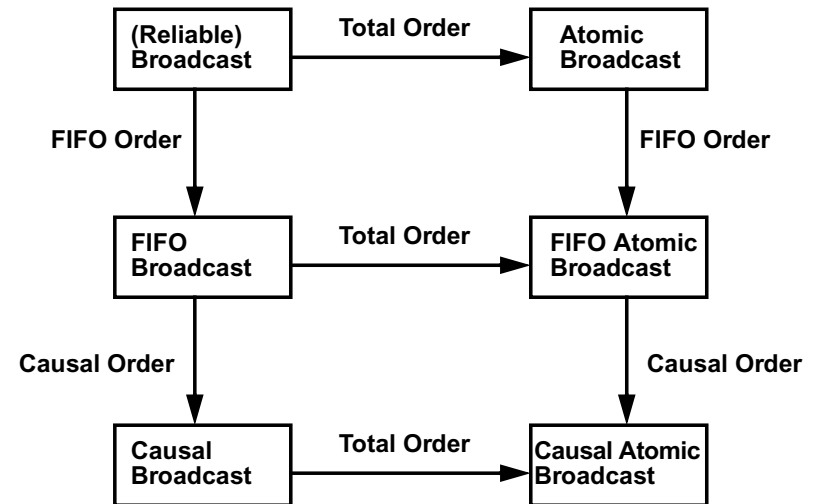 (Reliable)
Broadcast
Total Order
Atomic
Broadcast
FIFO Order
FIFO Order
FIFO
Broadcast
Total Order
FIFO Atomic
Broadcast
Causal Order
Causal Order
Causal
Broadcast
Total Order
Causal Atomic
Broadcast